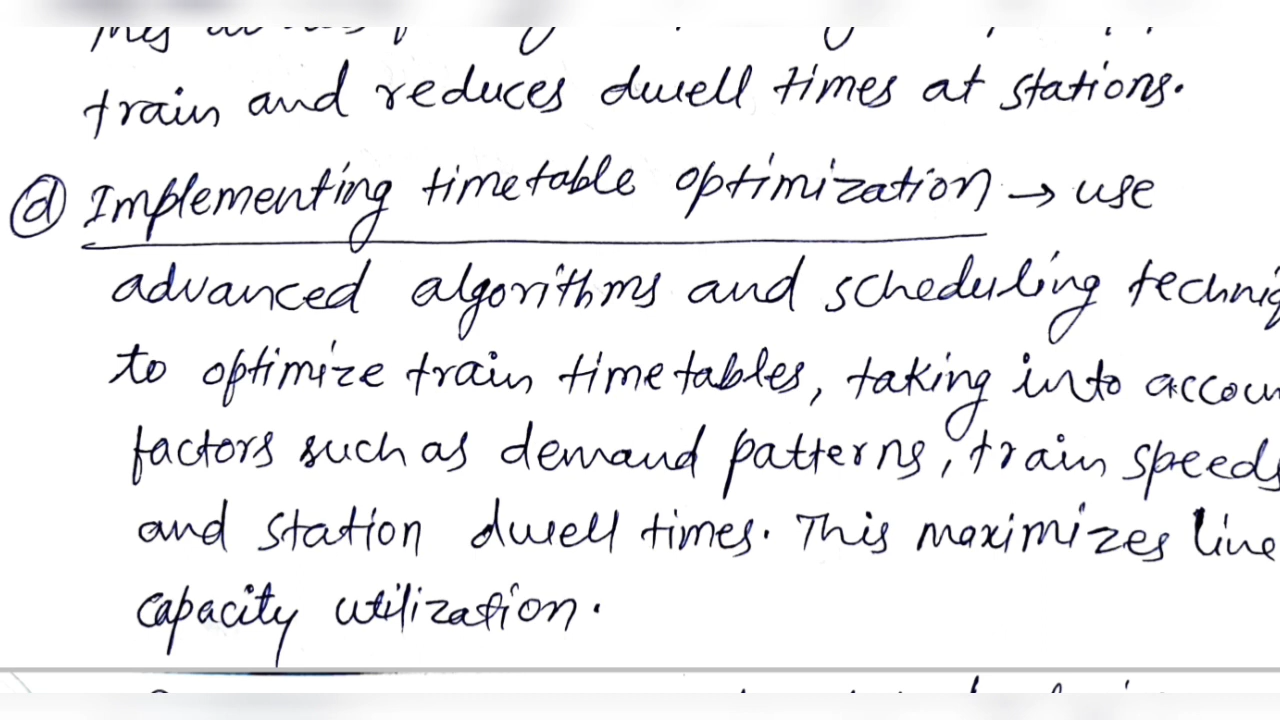 train and reduces dwell times at stations.
(d) Implementing timetable optimization → use
advanced algorithms and scheduling techniq
to optimize train timetables, taking into accou
factors such as demand patterns, train speeds
and station dwell times. This maximizes line
capacity utilization.